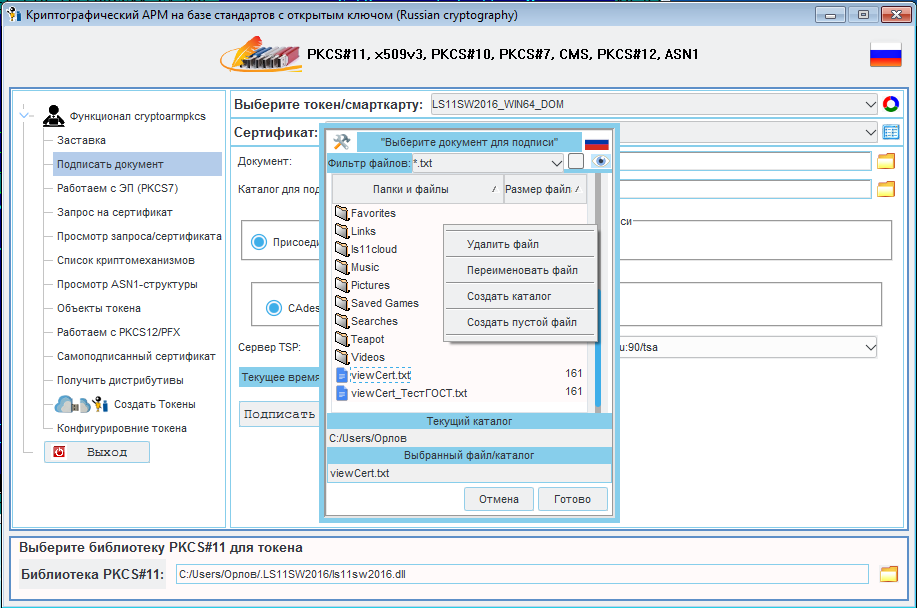 Криптографический АРМ на базе стандартов с открытым ключом (Russian cryptography)
PKCS#11, x509v3, PKCS#10, PKCS#7, CMS, PKCS#12, ASN1
Функционал cryptoarmpkcs
Заставка
Подписать документ
Работаем с ЭП (PKCS7)
Запрос на сертификат
Просмотр запроса/сертификата
Список криптомеханизмов
Просмотр ASN1-структуры
Объекты токена
Работаем с PKCS12/PFX
Самоподписанный сертификат
Получить дистрибутивы
Создать Токены
Конфигурировние токена
Выход
Выберите токен/смарткарту: LS11SW2016_WIN64_DOM
Сертификат:
Документ:
Каталог для под
си
Присоеди
CAdes
Сервер TSP:
u:90/tsa
Текущее время
Подписать
"Выберите документ для подписи"
Фильтр файлов: *.txt
Папки и файлы
Размер файл
Favorites
Links
ls11cloud
Music
Pictures
Saved Games
Searches
Teapot
Videos
viewCert.txt 161
viewCert_ТестГОСТ.txt 161
Удалить файл
Переименовать файл
Создать каталог
Создать пустой файл
Текущий каталог
C:/Users/Орлов
Выбранный файл/каталог
viewCert.txt
Отмена
Готово
Выберите библиотеку PKCS#11 для токена
Библиотека PKCS#11: C:/Users/Орлов/.LS11SW2016/ls11sw2016.dll